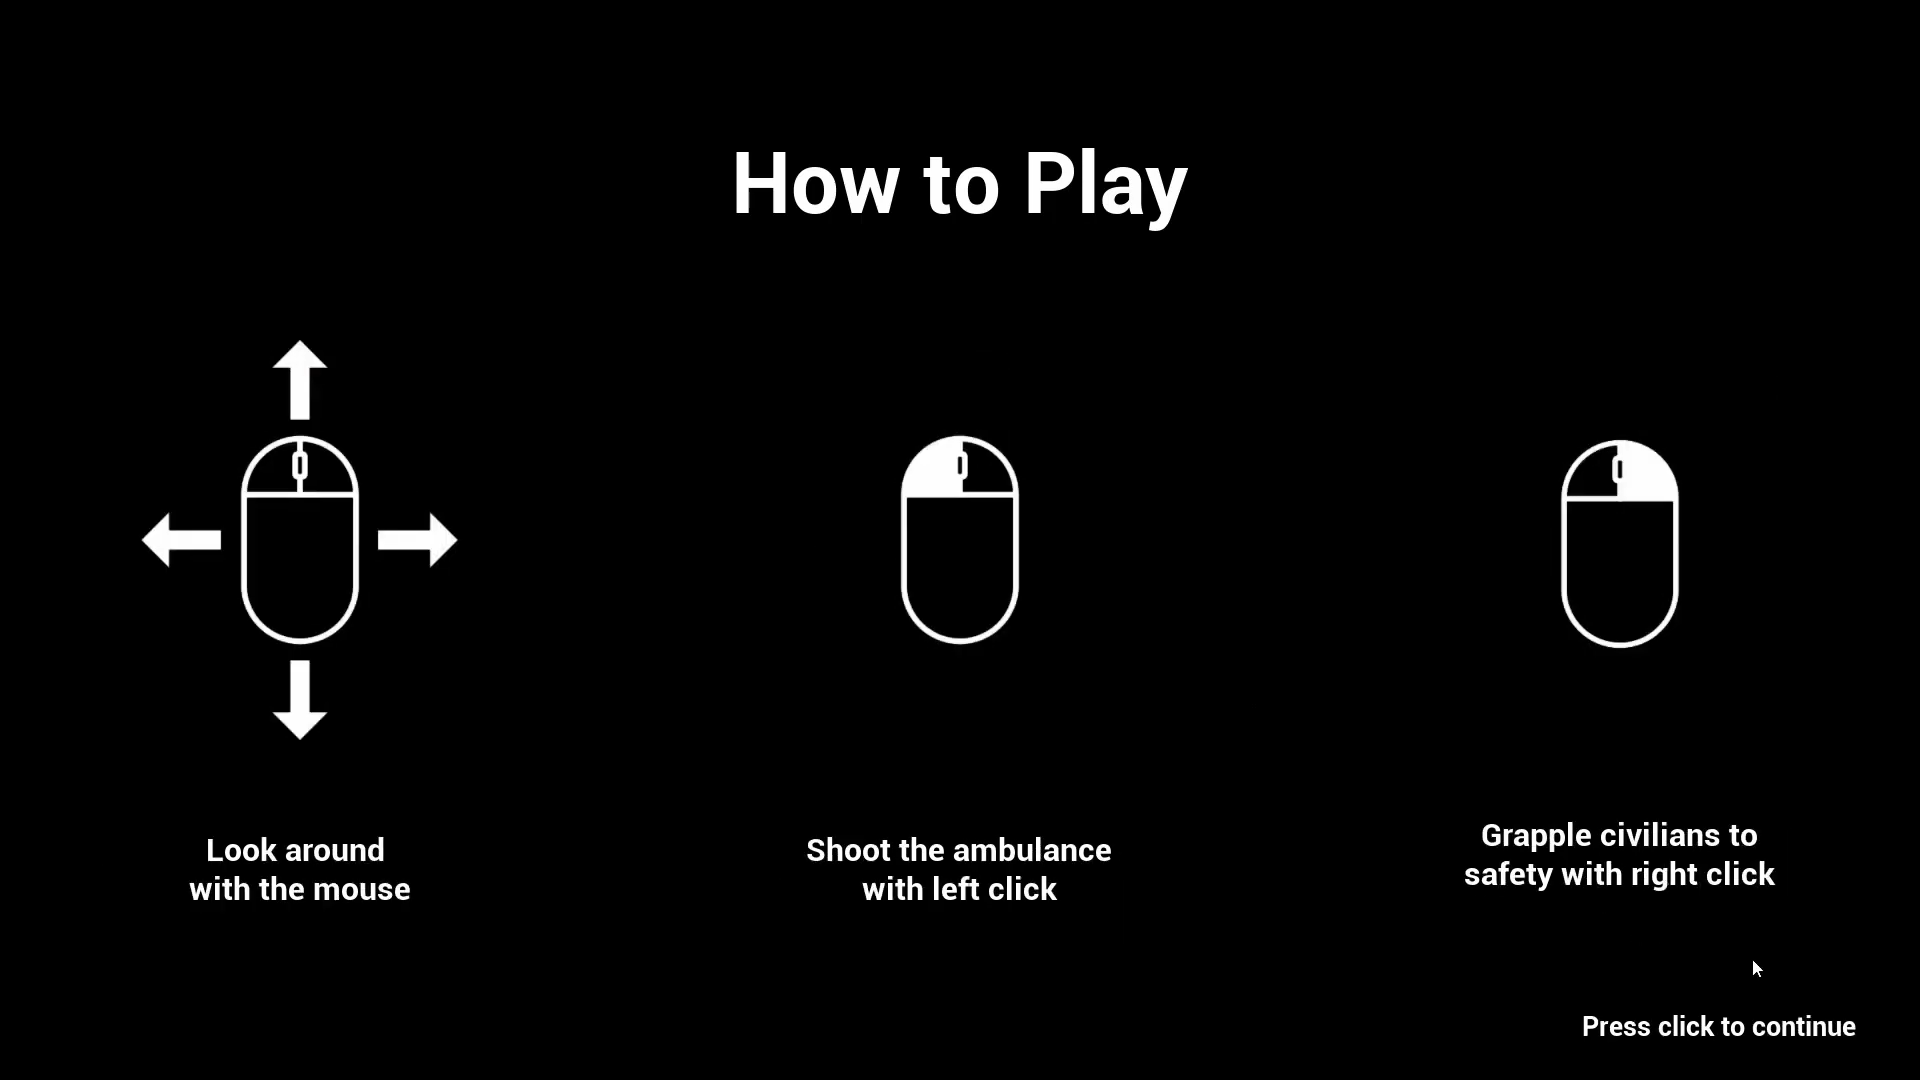 How to Play
Look around
with the mouse
Shoot the ambulance
with left click
Grapple civilians to
safety with right click
Press click to continue